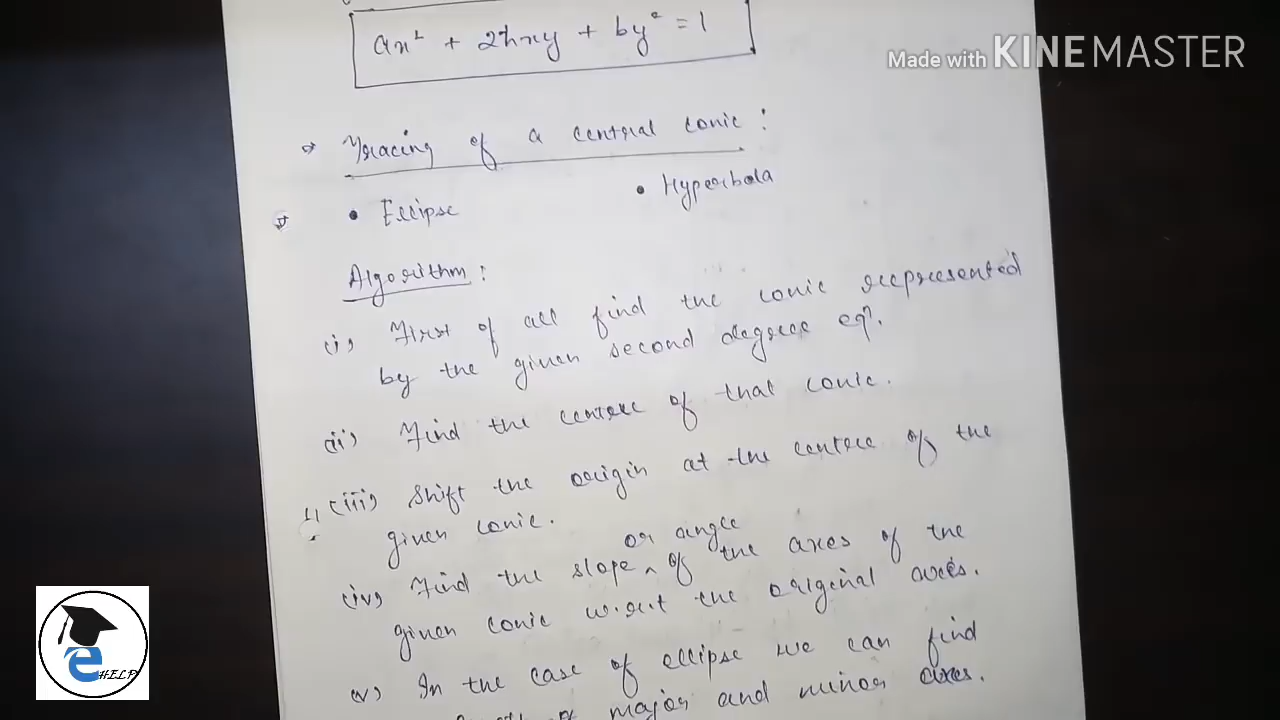 ax² + 2hxy + by² = 1
Made with KINEMASTER
Tracing of a central conic :
• Ellipse • Hyperbola
Algorithm :
(i) First of all find the conic represented
by the given second degree eqn.
(ii) Find the centre of that conic.
(iii) Shift the origin at the centre of the
given conic.
or angle
(iv) Find the slope ^ of the axes of the
given conic w.r.t the original axes.
(v) In the case of ellipse we can find
of major and minor axes.
e HELP